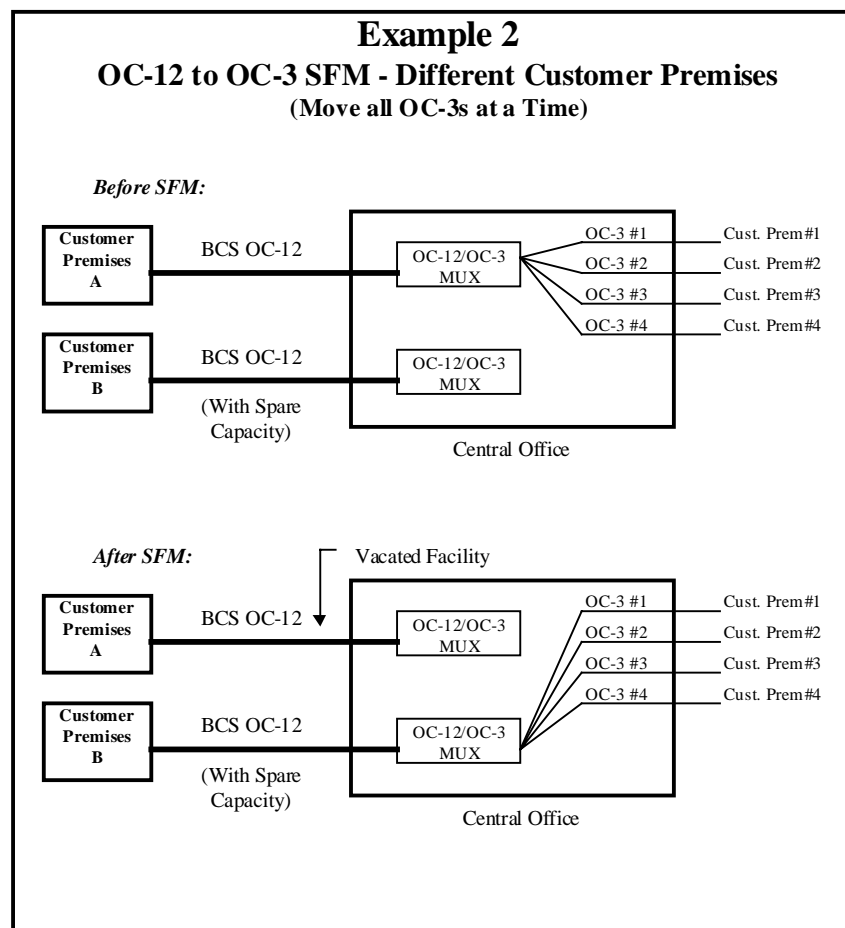 Example 2
OC-12 to OC-3 SFM - Different Customer Premises
(Move all OC-3s at a Time)
Before SFM:
Customer
Premises
A
BCS OC-12
OC-12/OC-3
MUX
OC-3 #1
Cust. Prem#1
OC-3 #2
Cust. Prem#2
OC-3 #3
Cust. Prem#3
OC-3 #4
Cust. Prem#4
Customer
Premises
B
BCS OC-12
(With Spare
Capacity)
OC-12/OC-3
MUX
Central Office
After SFM:
Vacated Facility
Customer
Premises
A
BCS OC-12
OC-12/OC-3
MUX
OC-3 #1
Cust. Prem#1
OC-3 #2
Cust. Prem#2
OC-3 #3
Cust. Prem#3
OC-3 #4
Cust. Prem#4
Customer
Premises
B
BCS OC-12
(With Spare
Capacity)
OC-12/OC-3
MUX
Central Office